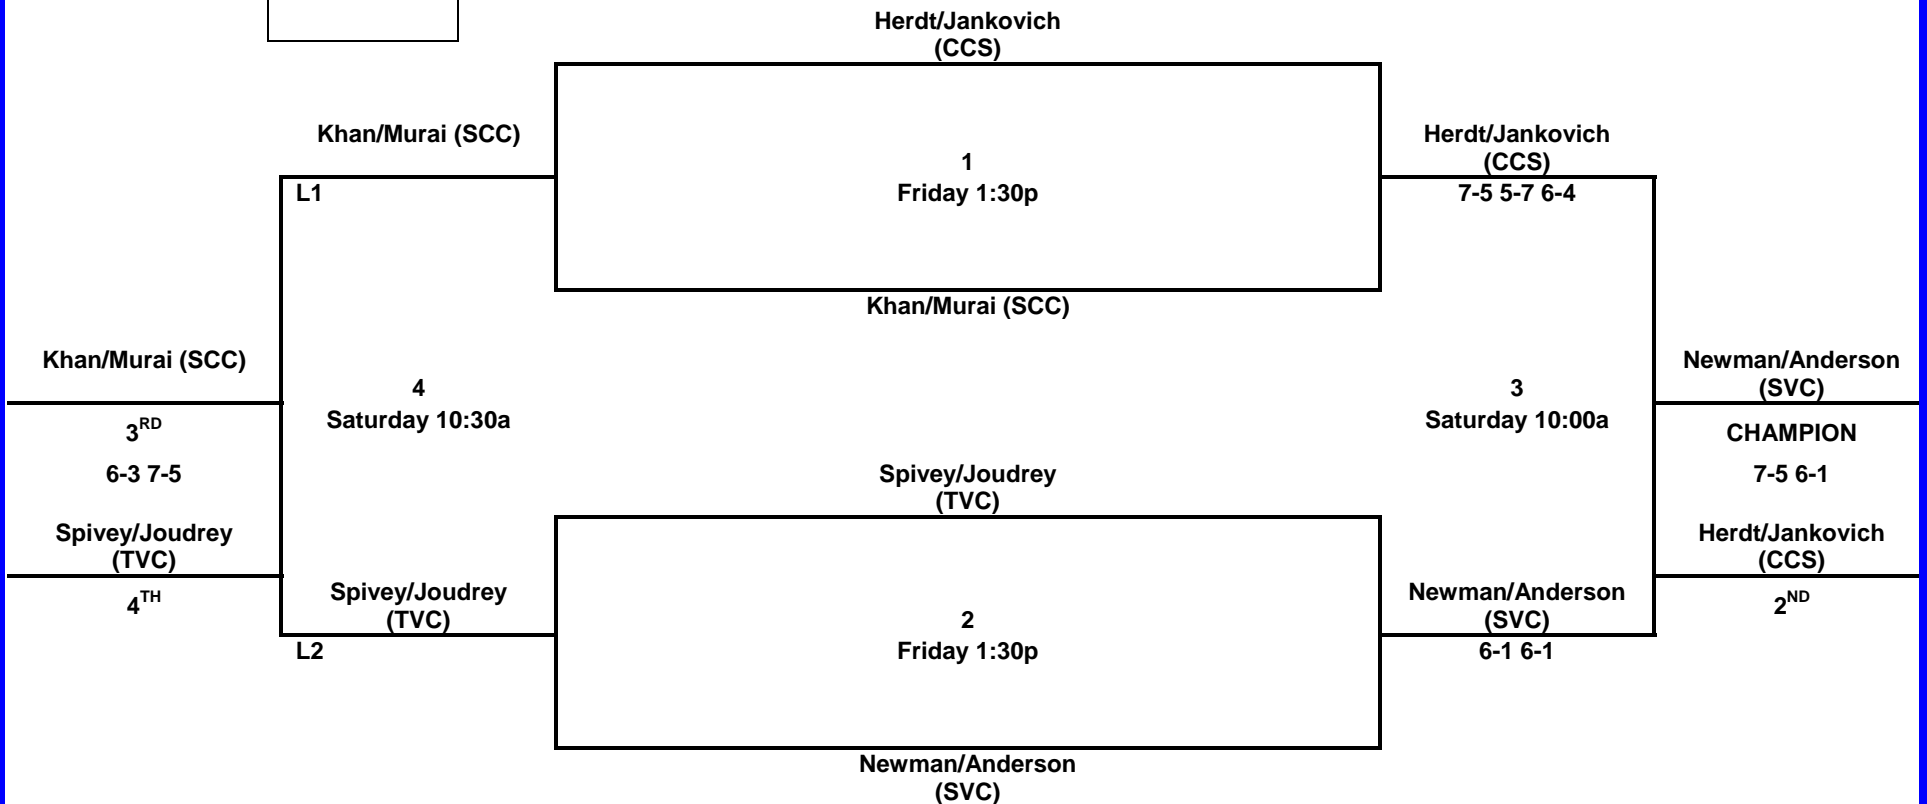 Herdt/Jankovich
(CCS)
Khan/Murai (SCC)
Herdt/Jankovich
(CCS)
1
L1
Friday 1:30p
7-5 5-7 6-4
Khan/Murai (SCC)
Khan/Murai (SCC)
Newman/Anderson
(SVC)
4
3
Saturday 10:30a
Saturday 10:00a
3RD
CHAMPION
6-3 7-5
7-5 6-1
Spivey/Joudrey
(TVC)
Spivey/Joudrey
(TVC)
Herdt/Jankovich
(CCS)
4TH
2ND
Spivey/Joudrey
(TVC)
Newman/Anderson
(SVC)
2
L2
Friday 1:30p
6-1 6-1
Newman/Anderson
(SVC)